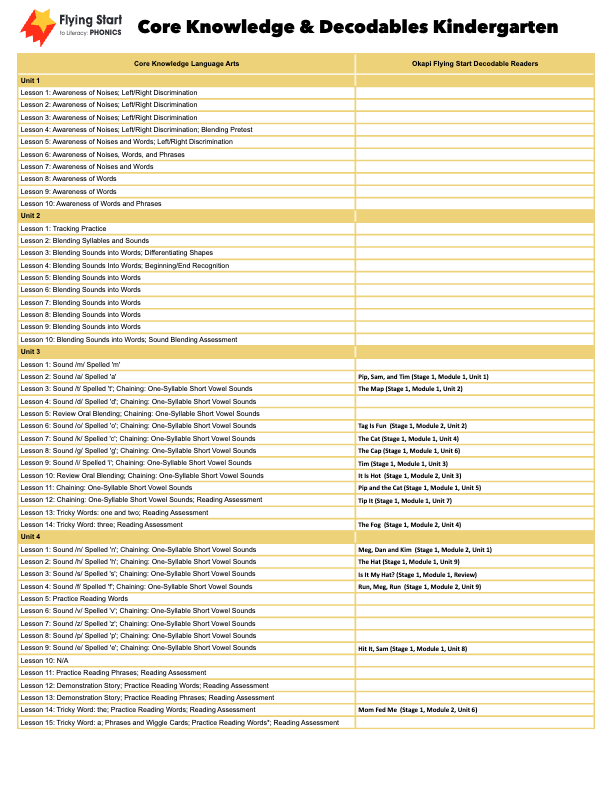 Flying Start
to Literacy: PHONICS
Core Knowledge & Decodables Kindergarten
Core Knowledge Language Arts Okapi Flying Start Decodable Readers
Unit 1
Lesson 1: Awareness of Noises; Left/Right Discrimination
Lesson 2: Awareness of Noises; Left/Right Discrimination
Lesson 3: Awareness of Noises; Left/Right Discrimination
Lesson 4: Awareness of Noises; Left/Right Discrimination; Blending Pretest
Lesson 5: Awareness of Noises and Words; Left/Right Discrimination
Lesson 6: Awareness of Noises, Words, and Phrases
Lesson 7: Awareness of Noises and Words
Lesson 8: Awareness of Words
Lesson 9: Awareness of Words
Lesson 10: Awareness of Words and Phrases
Unit 2
Lesson 1: Tracking Practice
Lesson 2: Blending Syllables and Sounds
Lesson 3: Blending Sounds into Words; Differentiating Shapes
Lesson 4: Blending Sounds Into Words; Beginning/End Recognition
Lesson 5: Blending Sounds into Words
Lesson 6: Blending Sounds into Words
Lesson 7: Blending Sounds into Words
Lesson 8: Blending Sounds into Words
Lesson 9: Blending Sounds into Words
Lesson 10: Blending Sounds into Words; Sound Blending Assessment
Unit 3
Lesson 1: Sound /m/ Spelled 'm'
Lesson 2: Sound /a/ Spelled 'a' Pip, Sam, and Tim (Stage 1, Module 1, Unit 1)
Lesson 3: Sound /t/ Spelled 't'; Chaining: One-Syllable Short Vowel Sounds The Map (Stage 1, Module 1, Unit 2)
Lesson 4: Sound /d/ Spelled 'd'; Chaining: One-Syllable Short Vowel Sounds
Lesson 5: Review Oral Blending; Chaining: One-Syllable Short Vowel Sounds
Lesson 6: Sound /o/ Spelled 'o'; Chaining: One-Syllable Short Vowel Sounds Tag Is Fun (Stage 1, Module 2, Unit 2)
Lesson 7: Sound /k/ Spelled 'c'; Chaining: One-Syllable Short Vowel Sounds The Cat (Stage 1, Module 1, Unit 4)
Lesson 8: Sound /g/ Spelled 'g'; Chaining: One-Syllable Short Vowel Sounds The Cap (Stage 1, Module 1, Unit 6)
Lesson 9: Sound /i/ Spelled 'i'; Chaining: One-Syllable Short Vowel Sounds Tim (Stage 1, Module 1, Unit 3)
Lesson 10: Review Oral Blending; Chaining: One-Syllable Short Vowel Sounds It Is Hot (Stage 1, Module 2, Unit 3)
Lesson 11: Chaining: One-Syllable Short Vowel Sounds Pip and the Cat (Stage 1, Module 1, Unit 5)
Lesson 12: Chaining: One-Syllable Short Vowel Sounds; Reading Assessment Tip It (Stage 1, Module 1, Unit 7)
Lesson 13: Tricky Words: one and two; Reading Assessment
Lesson 14: Tricky Word: three; Reading Assessment The Fog (Stage 1, Module 2, Unit 4)
Unit 4
Lesson 1: Sound /n/ Spelled 'n'; Chaining: One-Syllable Short Vowel Sounds Meg, Dan and Kim (Stage 1, Module 2, Unit 1)
Lesson 2: Sound /h/ Spelled 'h'; Chaining: One-Syllable Short Vowel Sounds The Hat (Stage 1, Module 1, Unit 9)
Lesson 3: Sound /s/ Spelled 's'; Chaining: One-Syllable Short Vowel Sounds Is It My Hat? (Stage 1, Module 1, Review)
Lesson 4: Sound /f/ Spelled 'f'; Chaining: One-Syllable Short Vowel Sounds Run, Meg, Run (Stage 1, Module 2, Unit 9)
Lesson 5: Practice Reading Words
Lesson 6: Sound /v/ Spelled 'v'; Chaining: One-Syllable Short Vowel Sounds
Lesson 7: Sound /z/ Spelled 'z'; Chaining: One-Syllable Short Vowel Sounds
Lesson 8: Sound /p/ Spelled 'p'; Chaining: One-Syllable Short Vowel Sounds
Lesson 9: Sound /e/ Spelled 'e'; Chaining: One-Syllable Short Vowel Sounds Hit It, Sam (Stage 1, Module 1, Unit 8)
Lesson 10: N/A
Lesson 11: Practice Reading Phrases; Reading Assessment
Lesson 12: Demonstration Story; Practice Reading Words; Reading Assessment
Lesson 13: Demonstration Story; Practice Reading Phrases; Reading Assessment
Lesson 14: Tricky Word: the; Practice Reading Words; Reading Assessment Mom Fed Me (Stage 1, Module 2, Unit 6)
Lesson 15: Tricky Word: a; Phrases and Wiggle Cards; Practice Reading Words*; Reading Assessment